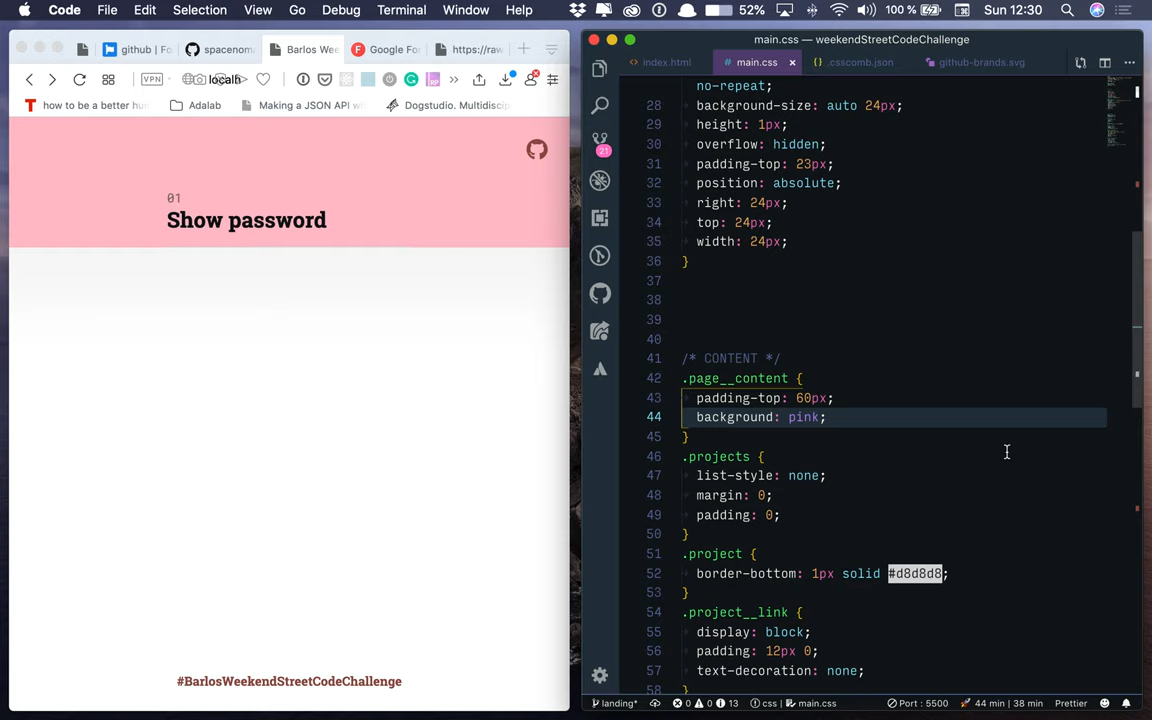 Code File Edit Selection View Go Debug Terminal Window Help 52% 100 % Sun 12:30
github | Fo spacenom Barlos Wee Google Fo https://raw
VPN localh
how to be a better hum Adalab Making a JSON API wi Dogstudio. Multidiscip
01
Show password
#BarlosWeekendStreetCodeChallenge
main.css — weekendStreetCodeChallenge
index.html main.css × .csscomb.json github-brands.svg
21
no-repeat;
28 background-size: auto 24px;
29 height: 1px;
30 overflow: hidden;
31 padding-top: 23px;
32 position: absolute;
33 right: 24px;
34 top: 24px;
35 width: 24px;
36 }
37
38
39
40
41 /* CONTENT */
42 .page__content {
43 padding-top: 60px;
44 background: pink;
45 }
46 .projects {
47 list-style: none;
48 margin: 0;
49 padding: 0;
50 }
51 .project {
52 border-bottom: 1px solid #d8d8d8;
53 }
54 .project__link {
55 display: block;
56 padding: 12px 0;
57 text-decoration: none;
58 }
landing* 0 0 13 css main.css Port : 5500 44 min | 38 min Prettier